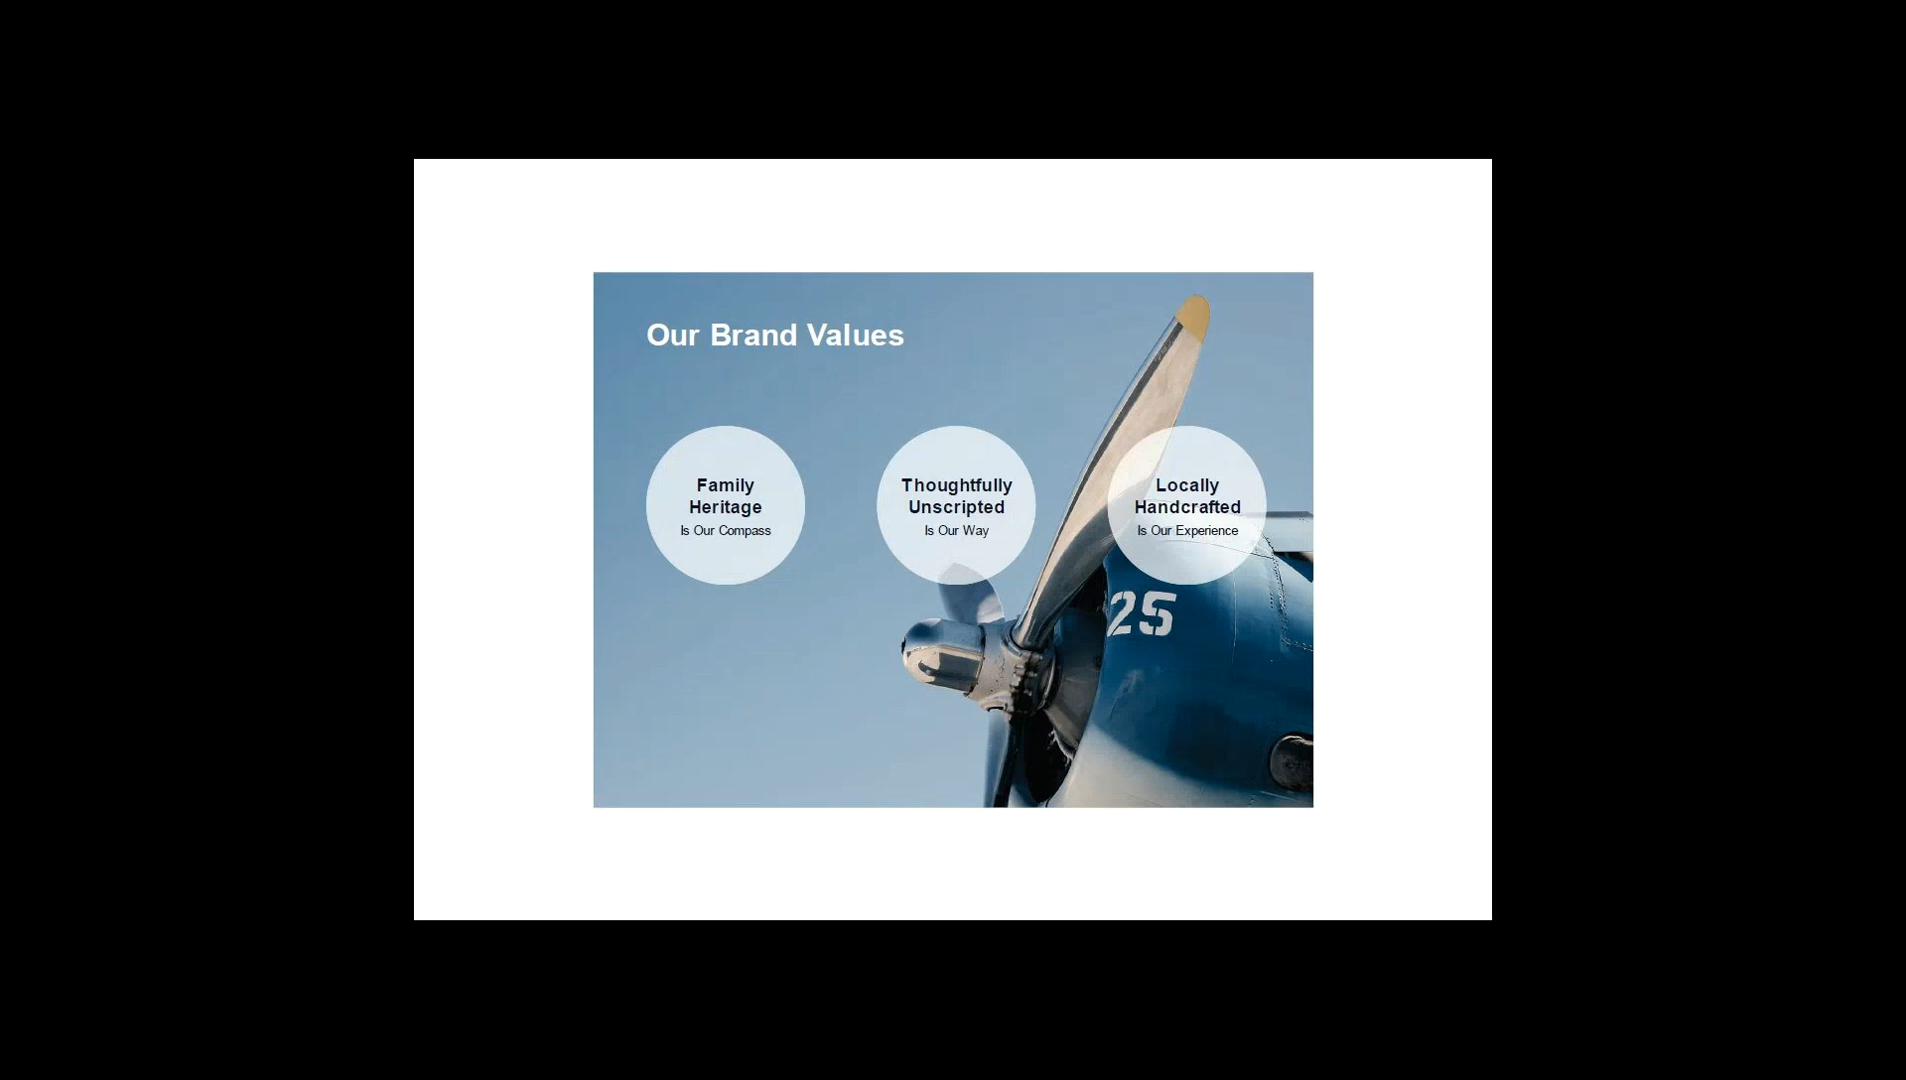 Our Brand Values
Family
Heritage
Is Our Compass
Thoughtfully
Unscripted
Is Our Way
Locally
Handcrafted
Is Our Experience
25